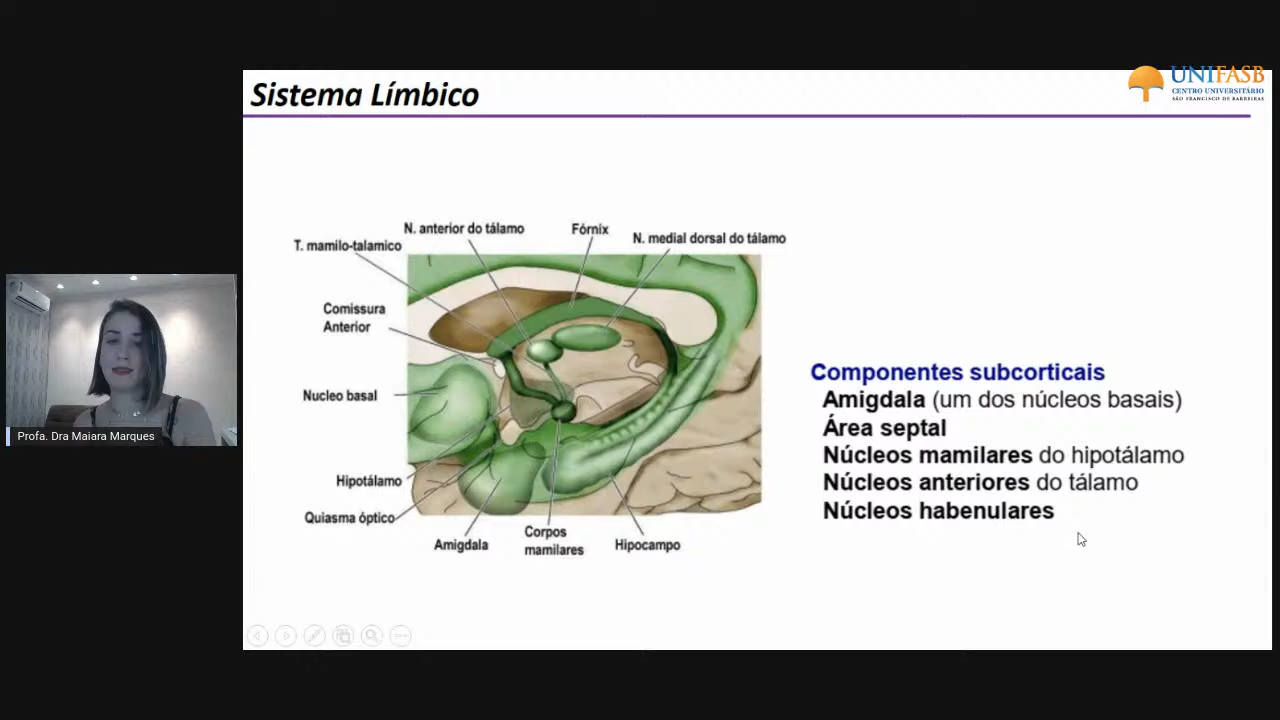 Sistema Límbico
UNIFASB
CENTRO UNIVERSITÁRIO
SÃO FRANCISCO DE BARREIRAS
N. anterior do tálamo
Fórnix
N. medial dorsal do tálamo
T. mamilo-talamico
Comissura
Anterior
Nucleo basal
Hipotálamo
Quiasma óptico
Amigdala
Corpos
mamilares
Hipocampo
Componentes subcorticais
Amigdala (um dos núcleos basais)
Área septal
Núcleos mamilares do hipotálamo
Núcleos anteriores do tálamo
Núcleos habenulares
Profa. Dra Maiara Marques